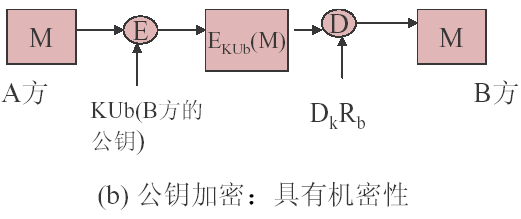 M E E_KUb(M) D M
A方 B方
KUb(B方的 D_kR_b
公钥)
(b) 公钥加密：具有机密性